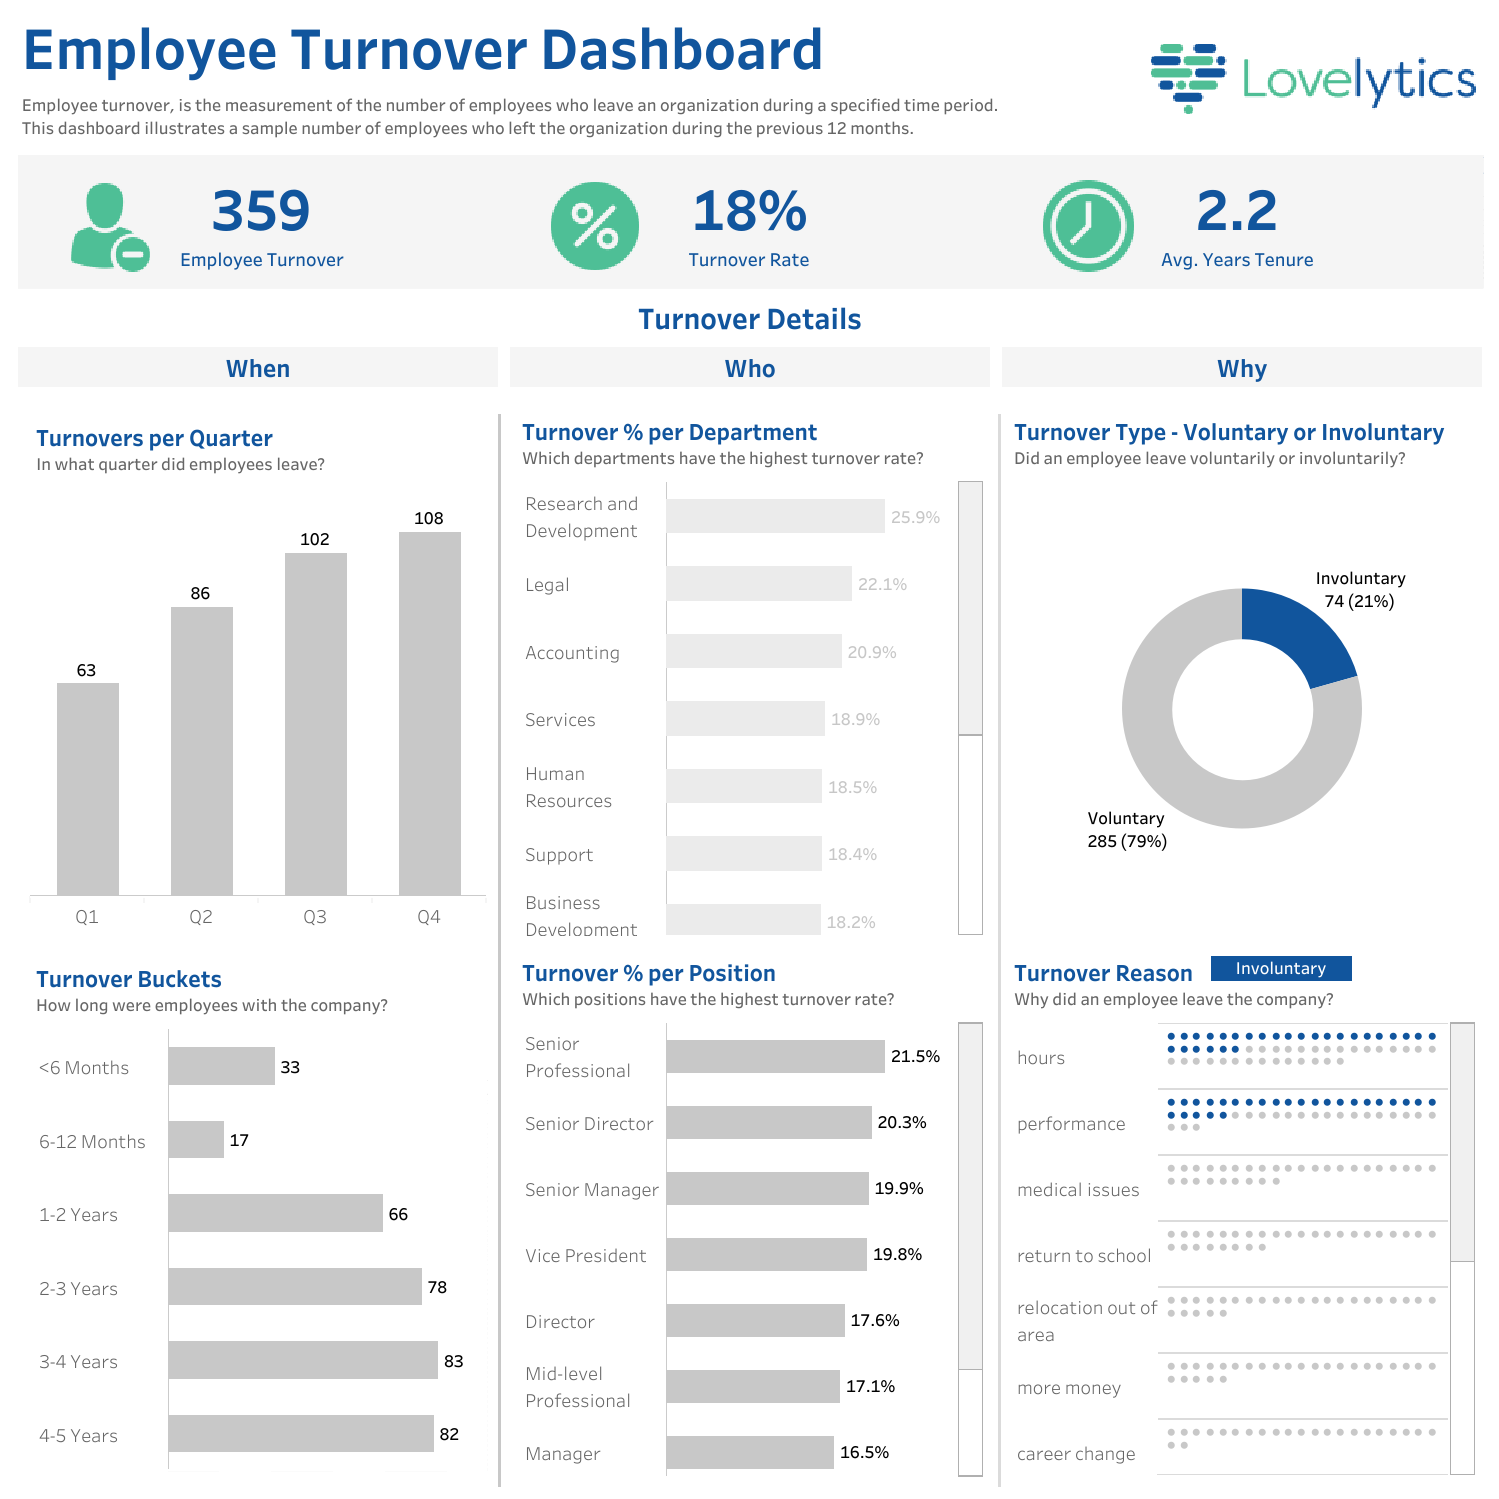 Employee Turnover Dashboard
Lovelytics
Employee turnover, is the measurement of the number of employees who leave an organization during a specified time period.
This dashboard illustrates a sample number of employees who left the organization during the previous 12 months.
359
Employee Turnover
18%
Turnover Rate
2.2
Avg. Years Tenure
Turnover Details
When
Who
Why
Turnovers per Quarter
In what quarter did employees leave?
63
86
102
108
Q1
Q2
Q3
Q4
Turnover Buckets
How long were employees with the company?
<6 Months
33
6-12 Months
17
1-2 Years
66
2-3 Years
78
3-4 Years
83
4-5 Years
82
Turnover % per Department
Which departments have the highest turnover rate?
Research and
Development
25.9%
Legal
22.1%
Accounting
20.9%
Services
18.9%
Human
Resources
18.5%
Support
18.4%
Business
Development
18.2%
Turnover % per Position
Which positions have the highest turnover rate?
Senior
Professional
21.5%
Senior Director
20.3%
Senior Manager
19.9%
Vice President
19.8%
Director
17.6%
Mid-level
Professional
17.1%
Manager
16.5%
Turnover Type - Voluntary or Involuntary
Did an employee leave voluntarily or involuntarily?
Involuntary
74 (21%)
Voluntary
285 (79%)
Turnover Reason
Involuntary
Why did an employee leave the company?
hours
performance
medical issues
return to school
relocation out of
area
more money
career change